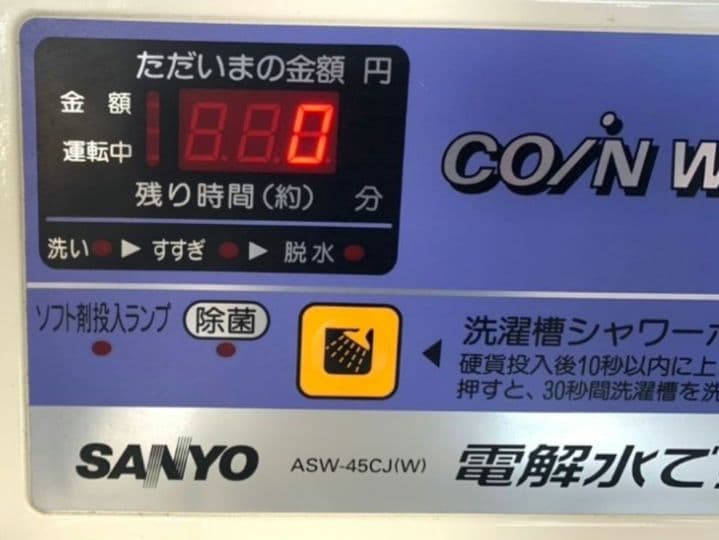 ただいまの金額 円
金額
0
運転中
残り時間(約) 分
洗い ▶ すすぎ ▶ 脱水
COIN W
ソフト剤投入ランプ 除菌
◀ 洗濯槽シャワー
硬貨投入後10秒以内に上
押すと、30秒間洗濯槽を洗
SANYO ASW-45CJ(W) 電解水で